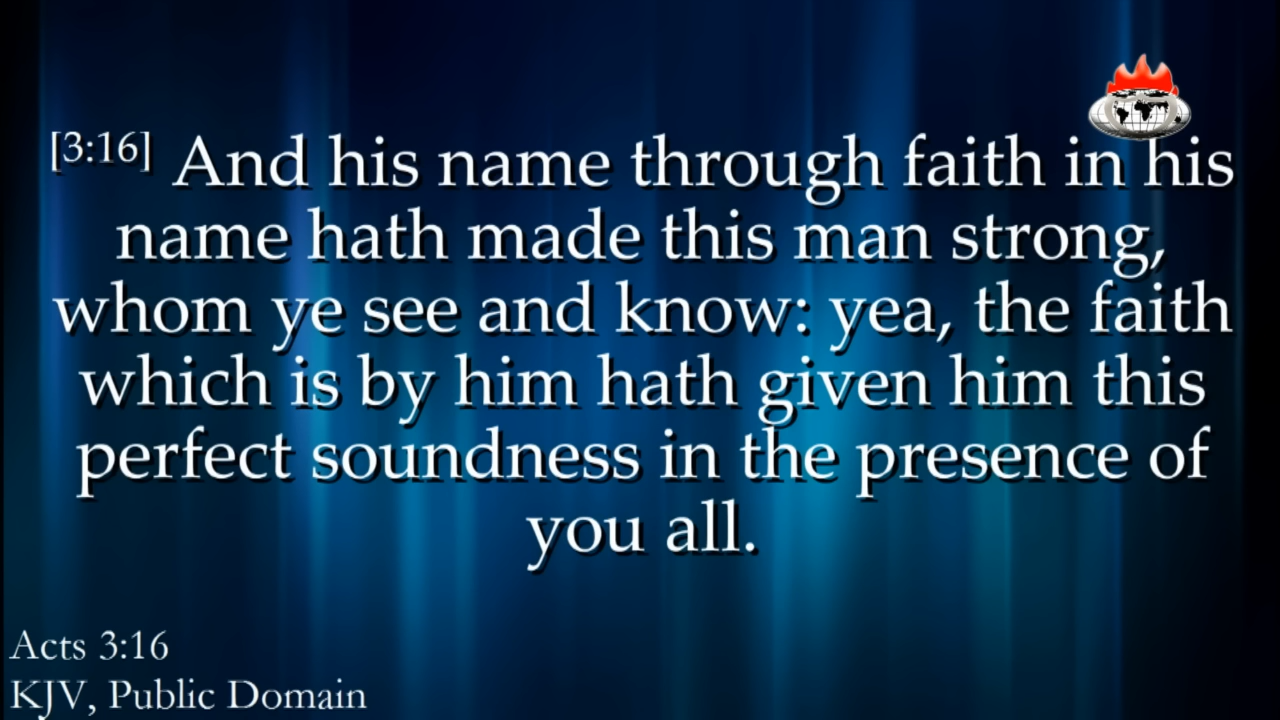 [3:16] And his name through faith in his
name hath made this man strong,
whom ye see and know: yea, the faith
which is by him hath given him this
perfect soundness in the presence of
you all.
Acts 3:16
KJV, Public Domain